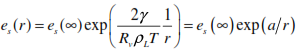 e_s(r) = e_s(∞) exp(2γ/(R_v ρ_L T) 1/r) = e_s(∞) exp(a/r)